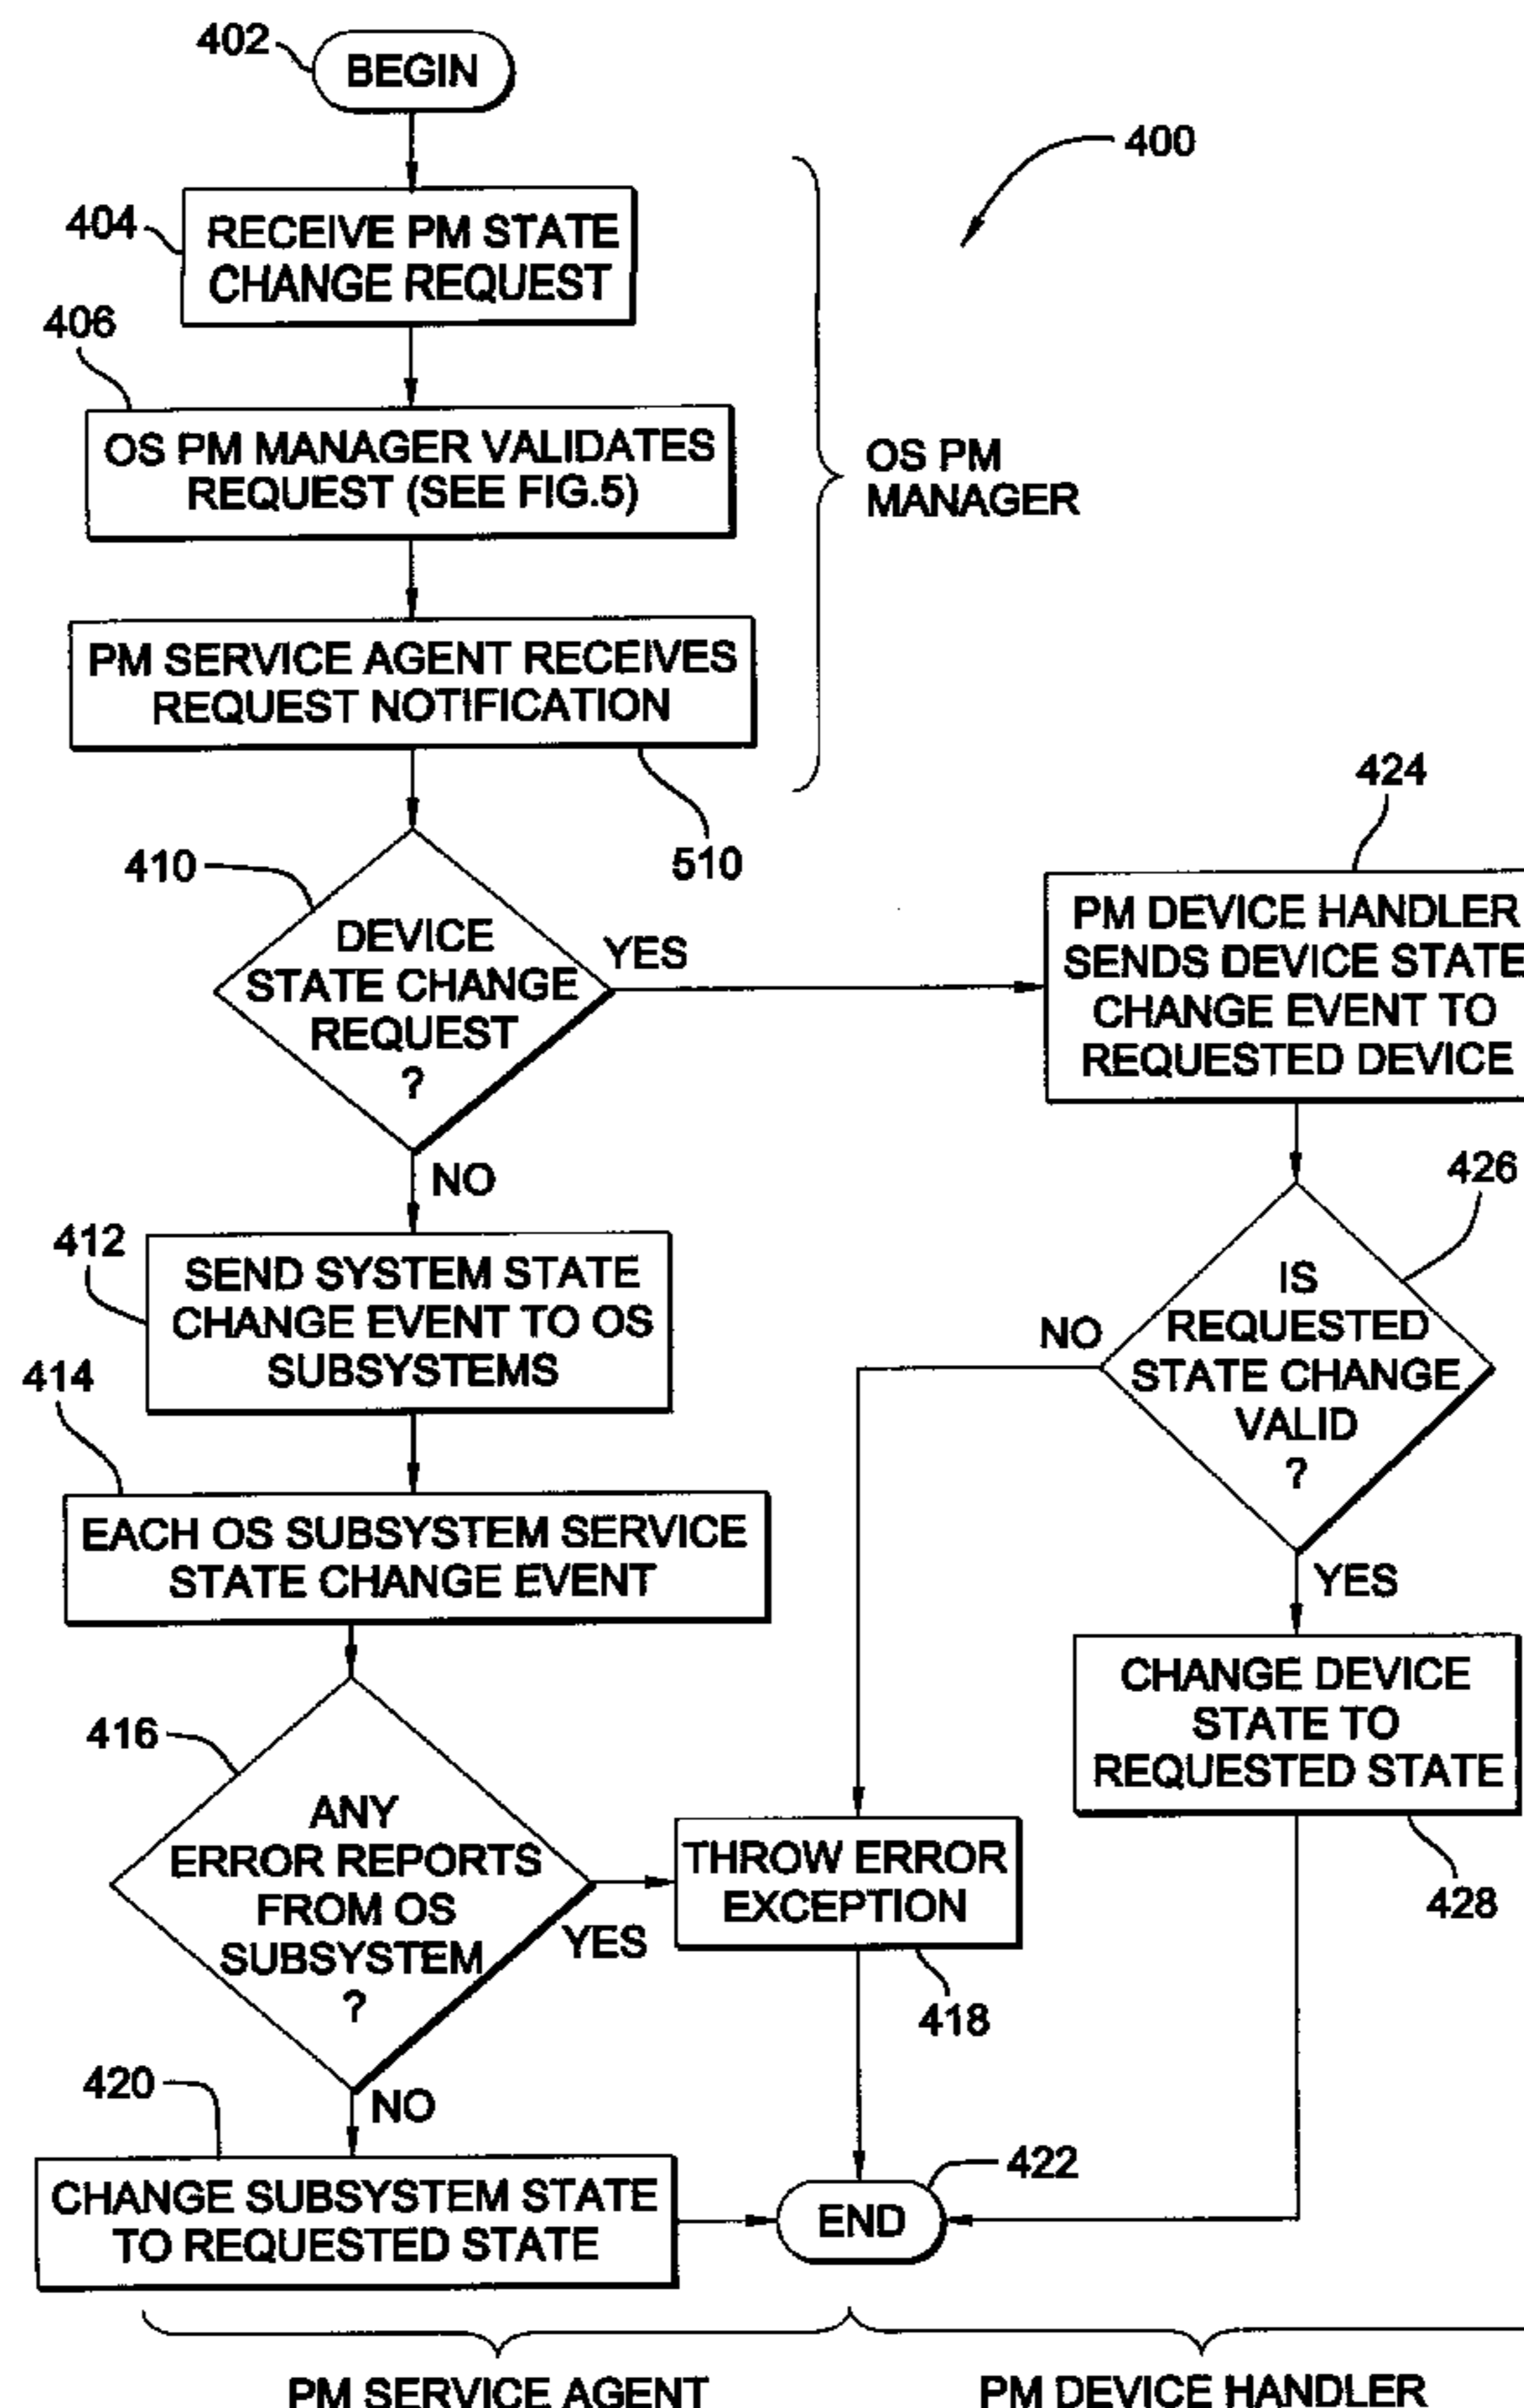 402
BEGIN
400
404
RECEIVE PM STATE
CHANGE REQUEST
406
OS PM MANAGER VALIDATES
REQUEST (SEE FIG.5)
OS PM
MANAGER
PM SERVICE AGENT RECEIVES
REQUEST NOTIFICATION
510
410
DEVICE
STATE CHANGE
REQUEST
?
YES
NO
424
PM DEVICE HANDLER
SENDS DEVICE STATE
CHANGE EVENT TO
REQUESTED DEVICE
412
SEND SYSTEM STATE
CHANGE EVENT TO OS
SUBSYSTEMS
426
IS
REQUESTED
STATE CHANGE
VALID
?
NO
YES
414
EACH OS SUBSYSTEM SERVICE
STATE CHANGE EVENT
416
ANY
ERROR REPORTS
FROM OS
SUBSYSTEM
?
YES
NO
THROW ERROR
EXCEPTION
418
CHANGE DEVICE
STATE TO
REQUESTED STATE
428
420
CHANGE SUBSYSTEM STATE
TO REQUESTED STATE
422
END
PM SERVICE AGENT
PM DEVICE HANDLER